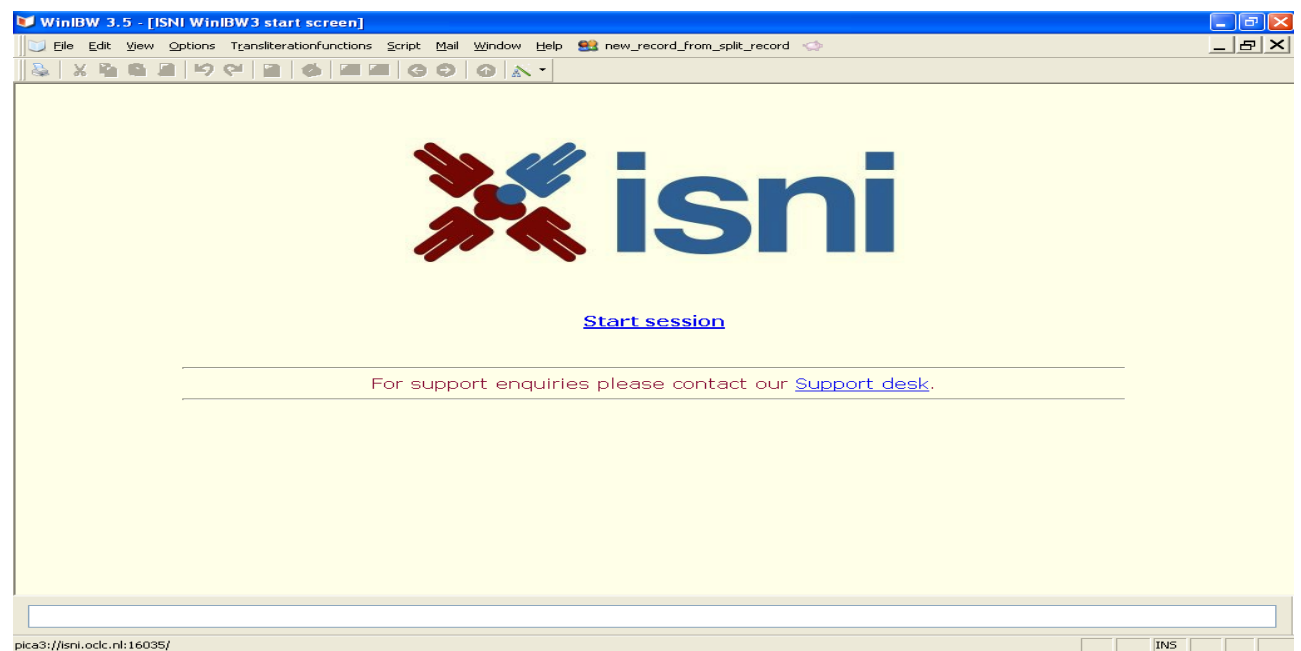 WinIBW 3.5 - [ISNI WinIBW3 start screen]
File Edit View Options Transliterationfunctions Script Mail Window Help new_record_from_split_record
isni
Start session
For support enquiries please contact our Support desk.
pica3://isni.oclc.nl:16035/ INS